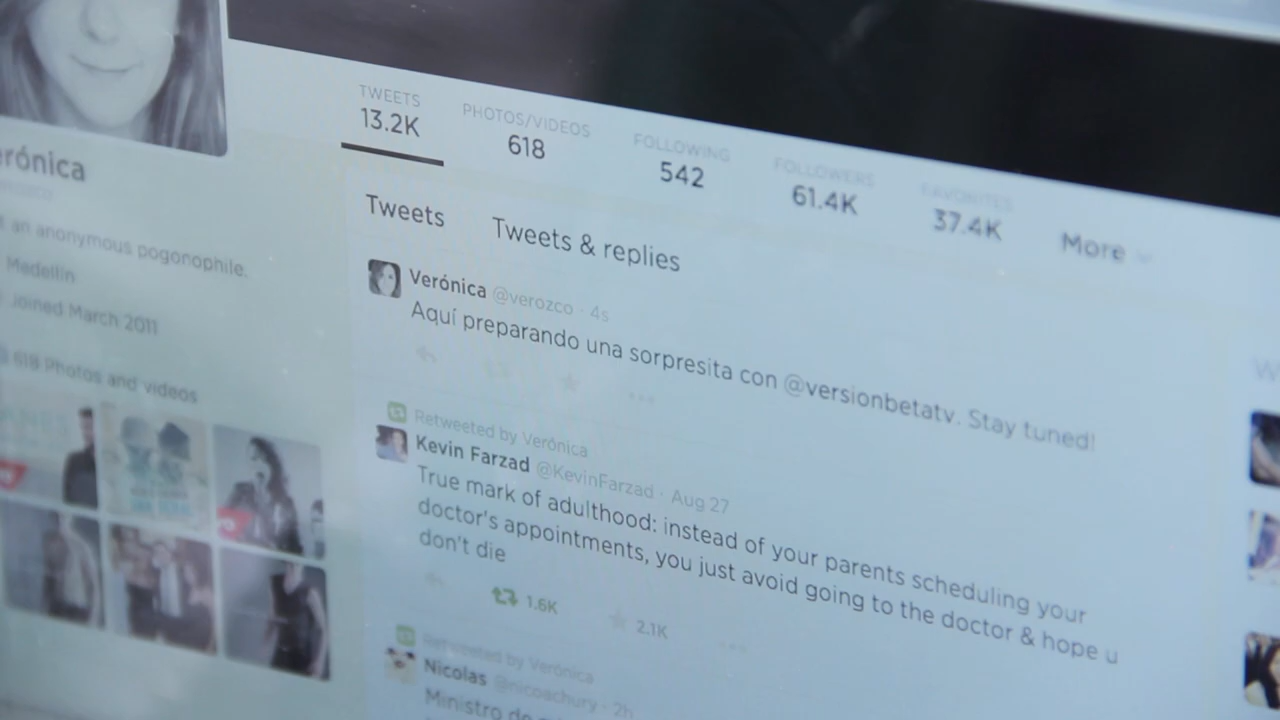 TWEETS
13.2K
PHOTOS/VIDEOS
618
FOLLOWING
542
FOLLOWERS
61.4K
FAVORITES
37.4K
More
rónica
an anonymous pogonophile.
Medellín
Joined March 2011
618 Photos and videos
Tweets
Tweets & replies
Verónica @verozco · 4s
Aquí preparando una sorpresita con @versionbetatv. Stay tuned!
Retweeted by Verónica
Kevin Farzad @KevinFarzad · Aug 27
True mark of adulthood: instead of your parents scheduling your
doctor's appointments, you just avoid going to the doctor & hope u
don't die
1.6K
2.1K
Retweeted by Verónica
Nicolas @nicoachury · 2h
Ministro de